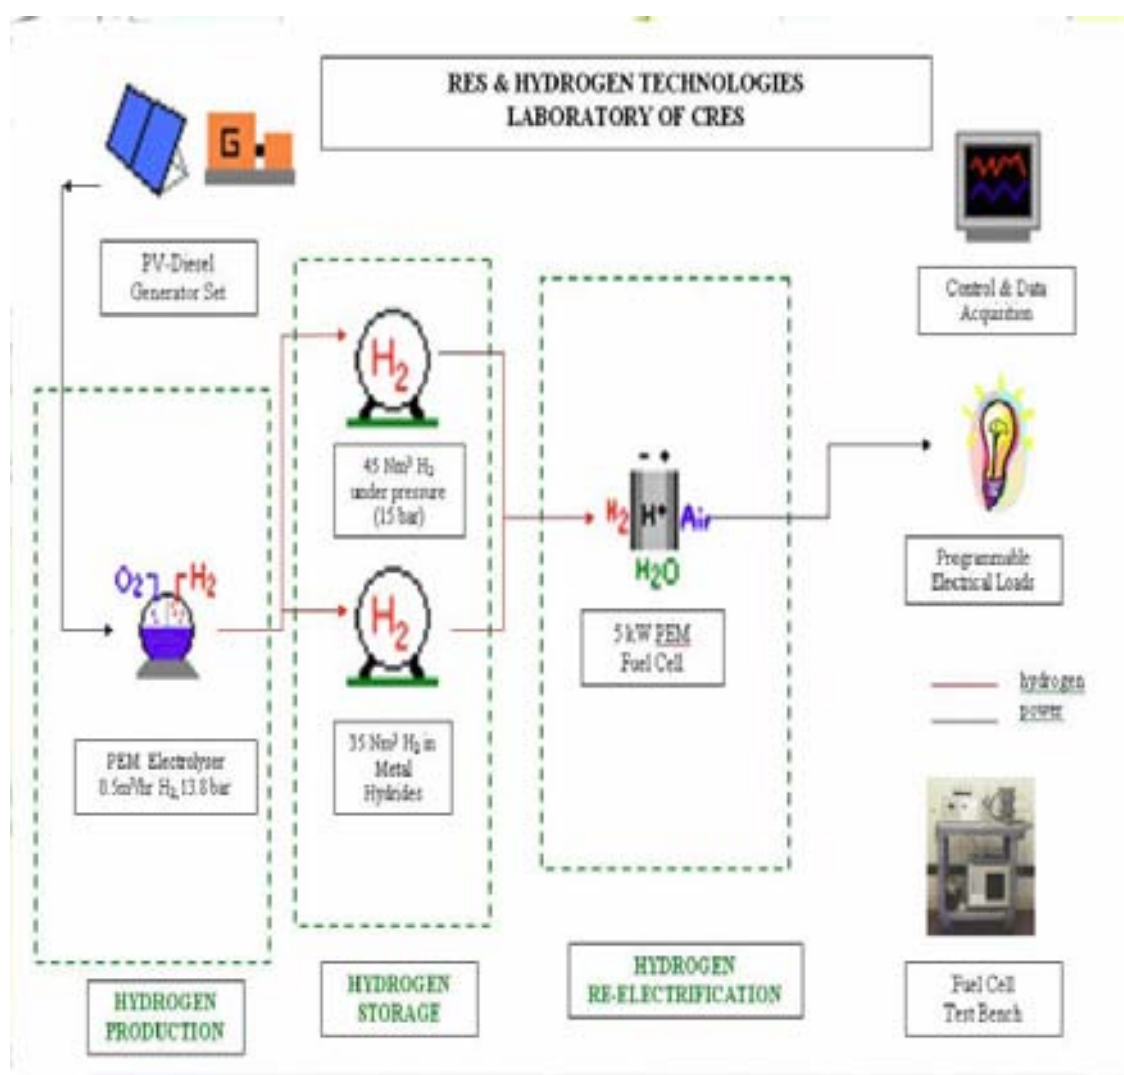 RES & HYDROGEN TECHNOLOGIES
LABORATORY OF CRES
G
PV-Diesel
Generator Set
Control & Data
Acquisition
H2
45 Nm³ H2
under pressure
(15 bar)
- +
H2 H+ Air
H2O
Programmable
Electrical Loads
O2 H2
H2
5 kW PEM
Fuel Cell
hydrogen
power
PEM Electrolyser
0.5m³/hr H2, 13.8 bar
35 Nm³ H2 in
Metal
Hydrides
HYDROGEN
PRODUCTION
HYDROGEN
STORAGE
HYDROGEN
RE-ELECTRIFICATION
Fuel Cell
Test Bench